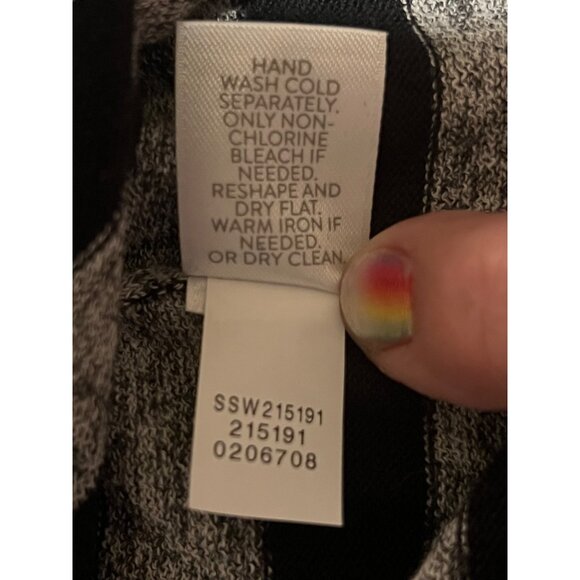 HAND
WASH COLD
SEPARATELY.
ONLY NON-
CHLORINE
BLEACH IF
NEEDED.
RESHAPE AND
DRY FLAT.
WARM IRON IF
NEEDED.
OR DRY CLEAN.
SSW215191
215191
0206708